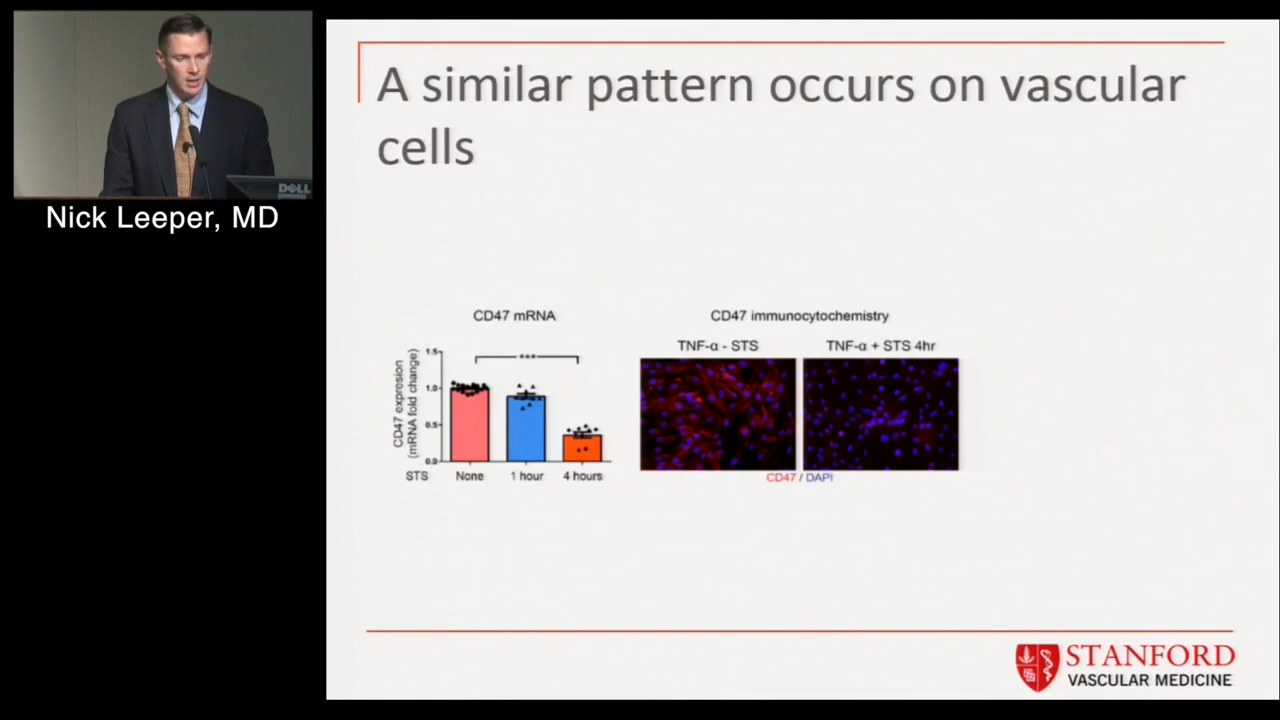 DELL
Nick Leeper, MD
A similar pattern occurs on vascular
cells
CD47 mRNA
CD47 expresion
(mRNA fold change)
1.5
1.0
0.5
0.0
***
STS
None
1 hour
4 hours
CD47 immunocytochemistry
TNF-α - STS
TNF-α + STS 4hr
CD47 / DAPI
STANFORD
VASCULAR MEDICINE